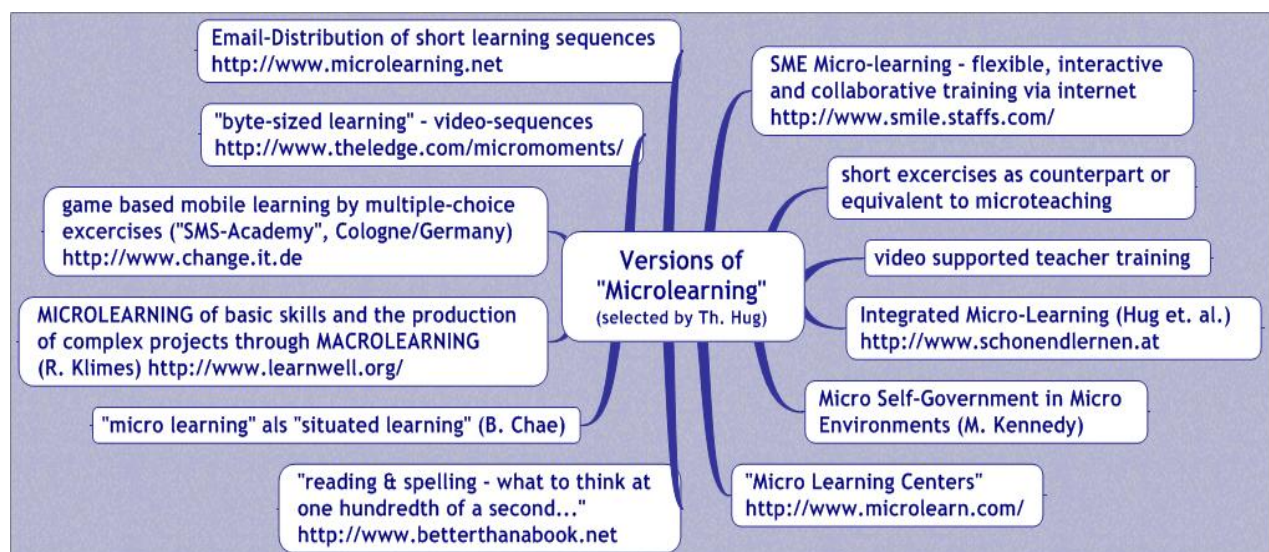 Email-Distribution of short learning sequences
http://www.microlearning.net
"byte-sized learning" - video-sequences
http://www.theledge.com/micromoments/
game based mobile learning by multiple-choice
excercises ("SMS-Academy", Cologne/Germany)
http://www.change.it.de
MICROLEARNING of basic skills and the production
of complex projects through MACROLEARNING
(R. Klimes) http://www.learnwell.org/
"micro learning" als "situated learning" (B. Chae)
"reading & spelling - what to think at
one hundredth of a second..."
http://www.betterthanabook.net
Versions of
"Microlearning"
(selected by Th. Hug)
SME Micro-learning - flexible, interactive
and collaborative training via internet
http://www.smile.staffs.com/
short excercises as counterpart or
equivalent to microteaching
video supported teacher training
Integrated Micro-Learning (Hug et. al.)
http://www.schonendlernen.at
Micro Self-Government in Micro
Environments (M. Kennedy)
"Micro Learning Centers"
http://www.microlearn.com/